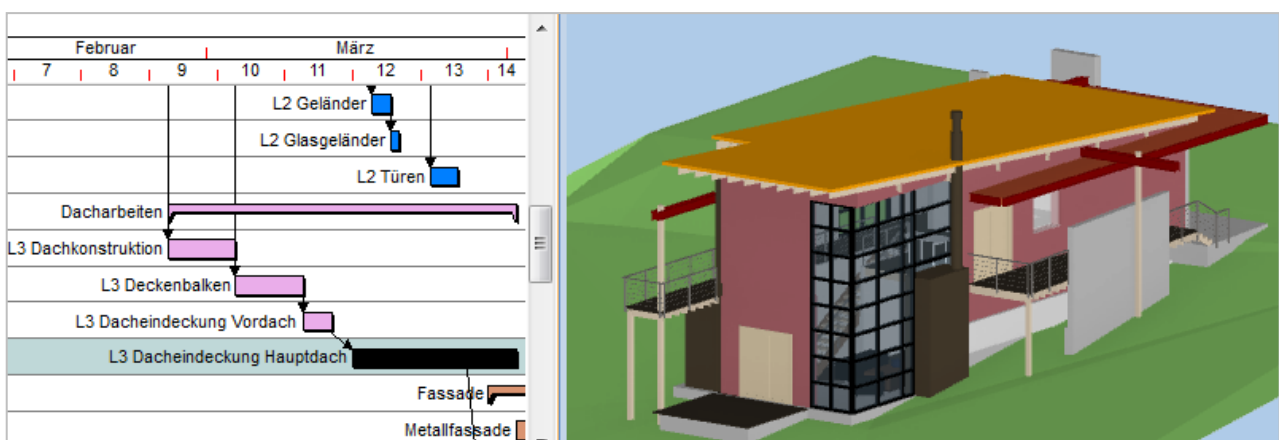 Februar März
7 8 9 10 11 12 13 14
L2 Geländer
L2 Glasgeländer
L2 Türen
Dacharbeiten
L3 Dachkonstruktion
L3 Deckenbalken
L3 Dacheindeckung Vordach
L3 Dacheindeckung Hauptdach
Fassade
Metallfassade